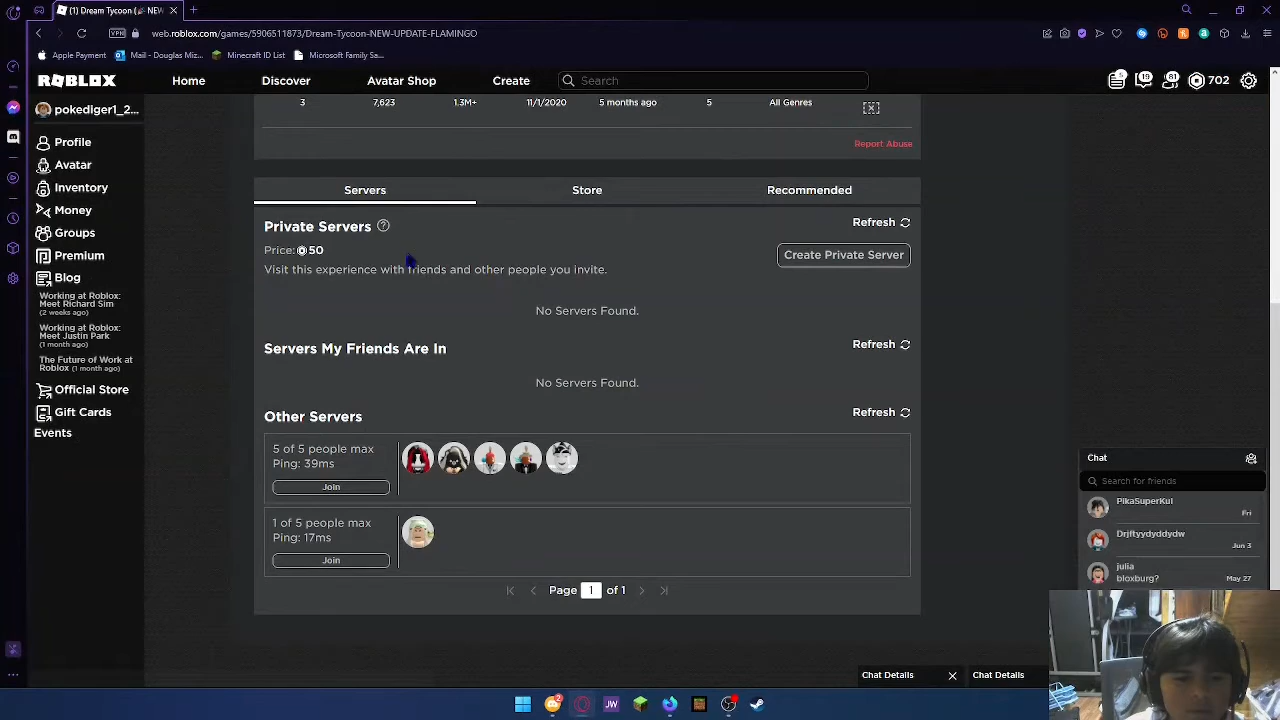 (1) Dream Tycoon (🎉 NEW
VPN web.roblox.com/games/5906511873/Dream-Tycoon-NEW-UPDATE-FLAMINGO
Apple Payment Mail - Douglas Miz... Minecraft ID List Microsoft Family Sa...
ROBLOX Home Discover Avatar Shop Create Search 702
pokediger1_2...
Profile
Avatar
Inventory
Money
Groups
Premium
Blog
Working at Roblox:
Meet Richard Sim
(2 weeks ago)
Working at Roblox:
Meet Justin Park
(1 month ago)
The Future of Work at
Roblox (1 month ago)
Official Store
Gift Cards
Events
3 7,623 1.3M+ 11/1/2020 5 months ago 5 All Genres
Report Abuse
Servers Store Recommended
Private Servers Refresh
Price: 50
Create Private Server
Visit this experience with friends and other people you invite.
No Servers Found.
Servers My Friends Are In Refresh
No Servers Found.
Other Servers Refresh
5 of 5 people max
Ping: 39ms
Join
1 of 5 people max
Ping: 17ms
Join
Page 1 of 1
Chat
Search for friends
PikaSuperKul
Fri
Drjftyydyddydw
Jun 3
julia
bloxburg? May 27
Chat Details Chat Details
JW